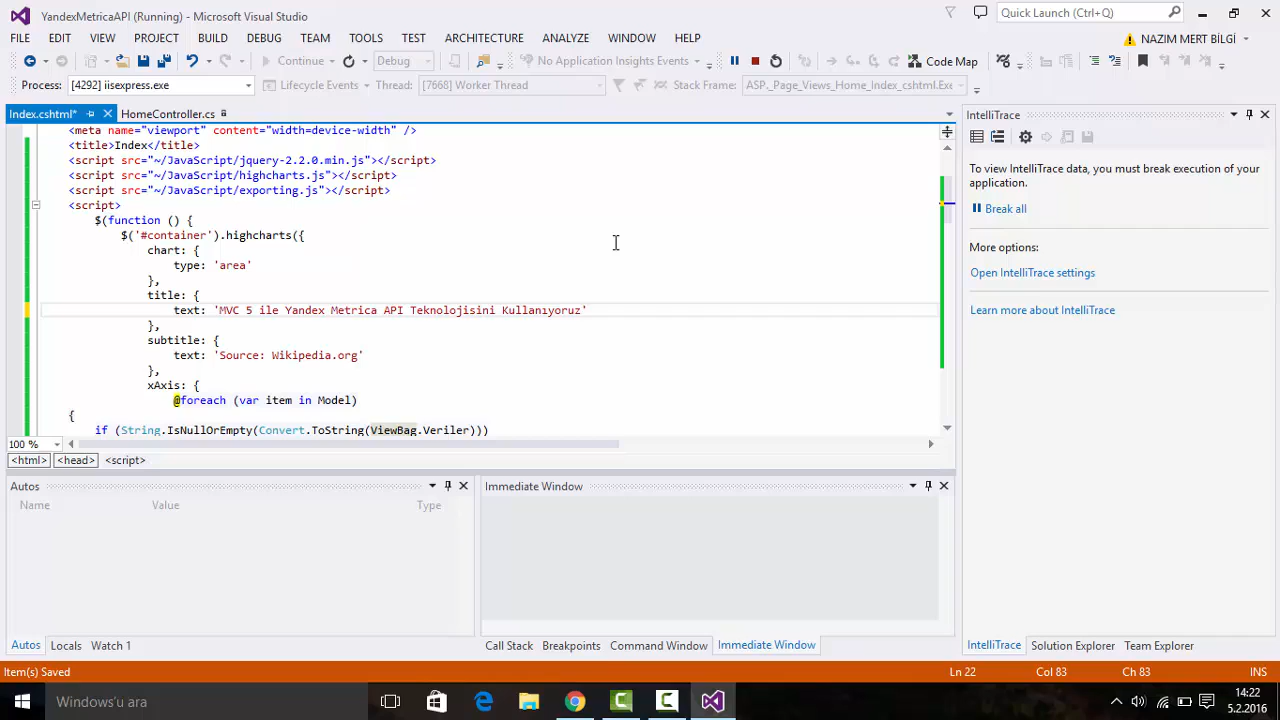 YandexMetricaAPI (Running) - Microsoft Visual Studio
Quick Launch (Ctrl+Q)
FILE EDIT VIEW PROJECT BUILD DEBUG TEAM TOOLS TEST ARCHITECTURE ANALYZE WINDOW HELP
NAZIM MERT BİLGİ
Continue Debug No Application Insights Events Code Map
Process: [4292] iisexpress.exe Lifecycle Events Thread: [7668] Worker Thread Stack Frame: ASP._Page_Views_Home_Index_cshtml.Exe
Index.cshtml* HomeController.cs
<meta name="viewport" content="width=device-width" />
<title>Index</title>
<script src="~/JavaScript/jquery-2.2.0.min.js"></script>
<script src="~/JavaScript/highcharts.js"></script>
<script src="~/JavaScript/exporting.js"></script>
<script>
$(function () {
$('#container').highcharts({
chart: {
type: 'area'
},
title: {
text: 'MVC 5 ile Yandex Metrica API Teknolojisini Kullanıyoruz'
},
subtitle: {
text: 'Source: Wikipedia.org'
},
xAxis: {
@foreach (var item in Model)
{
if (String.IsNullOrEmpty(Convert.ToString(ViewBag.Veriler)))
100 %
<html> <head> <script>
IntelliTrace
To view IntelliTrace data, you must break execution of your
application.
Break all
More options:
Open IntelliTrace settings
Learn more about IntelliTrace
Autos
Name Value Type
Immediate Window
Autos Locals Watch 1
Call Stack Breakpoints Command Window Immediate Window
IntelliTrace Solution Explorer Team Explorer
Item(s) Saved Ln 22 Col 83 Ch 83 INS
Windows'u ara
14:22
5.2.2016